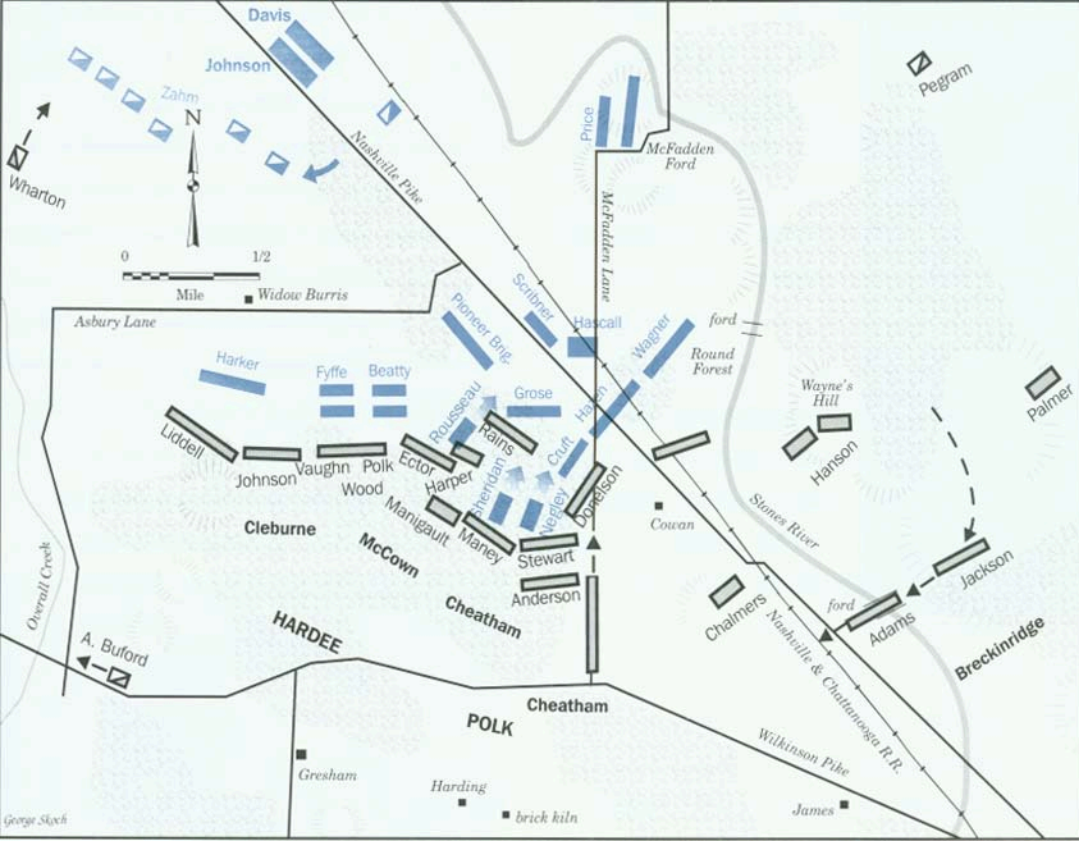 Davis
Johnson
Zahm
N
Wharton
0 1/2
Mile
Widow Burris
Asbury Lane
Nashville Pike
Price
McFadden
Ford
McFadden Lane
Pegram
Scribner
Hascall
Pioneer Brig.
Wagner
ford
Round
Forest
Wayne's
Hill
Palmer
Harker
Fyffe
Beatty
Rousseau
Grose
Hazen
Rains
Cruft
Hanson
Liddell
Johnson
Vaughn
Polk
Wood
Ector
Harper
Sheridan
Negley
Donelson
Cowan
Stones River
Cleburne
McCown
Manigault
Maney
Stewart
Anderson
Cheatham
Chalmers
ford
Adams
Jackson
Breckinridge
Overall Creek
HARDEE
A. Buford
Cheatham
POLK
Nashville & Chattanooga R.R.
Wilkinson Pike
Gresham
Harding
brick kiln
James
George Skoch